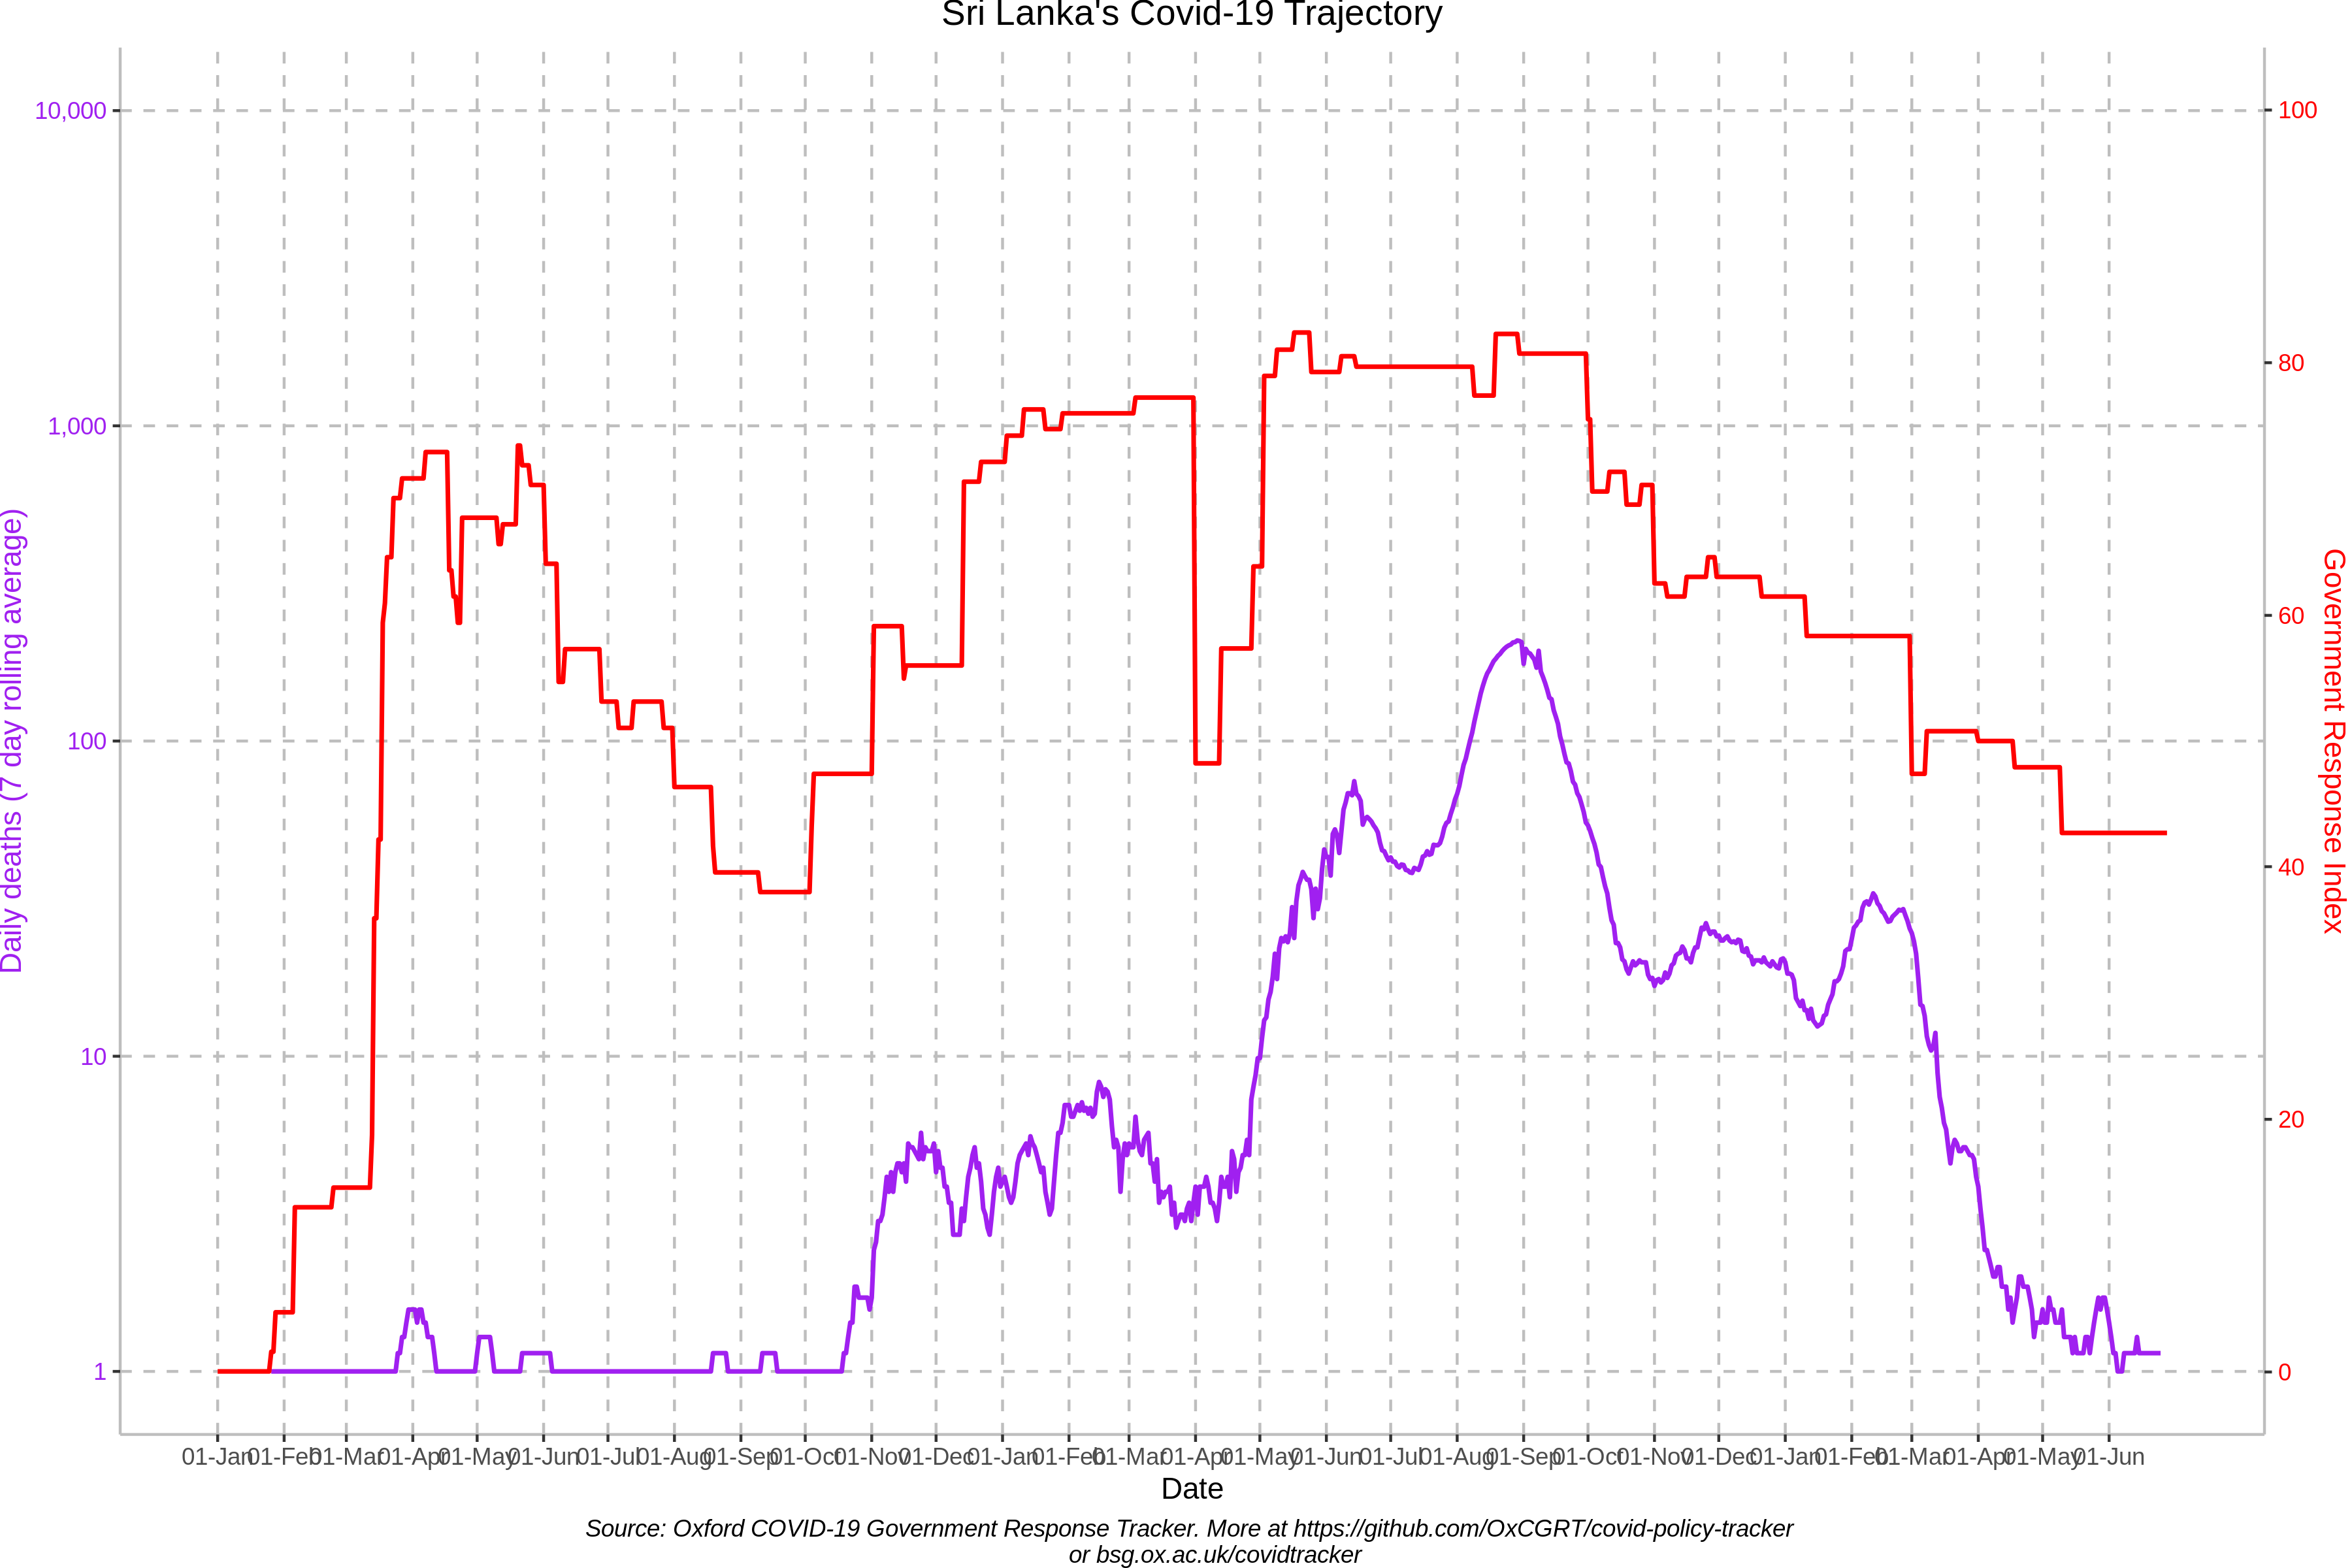 Sri Lanka's Covid-19 Trajectory
10,000
1,000
100
10
1
Daily deaths (7 day rolling average)
100
80
60
40
20
0
Government Response Index
01-Jan 01-Feb 01-Mar 01-Apr 01-May 01-Jun 01-Jul 01-Aug 01-Sep 01-Oct 01-Nov 01-Dec 01-Jan 01-Feb 01-Mar 01-Apr 01-May 01-Jun 01-Jul 01-Aug 01-Sep 01-Oct 01-Nov 01-Dec 01-Jan 01-Feb 01-Mar 01-Apr 01-May 01-Jun
Date
Source: Oxford COVID-19 Government Response Tracker. More at https://github.com/OxCGRT/covid-policy-tracker
or bsg.ox.ac.uk/covidtracker